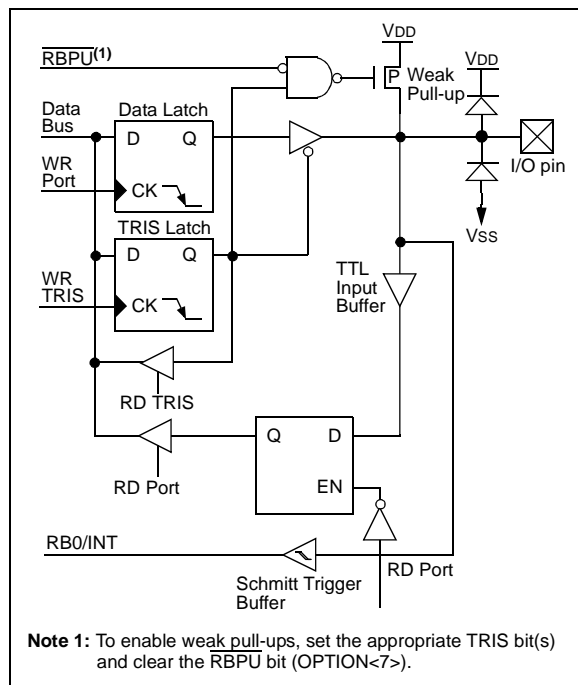 VDD
RBPU(1)
P Weak
Pull-up
VDD
Data
Bus
Data Latch
D Q
WR
Port
CK
I/O pin
VSS
TRIS Latch
D Q
TTL
Input
Buffer
WR
TRIS
CK
RD TRIS
Q D
RD Port
EN
RB0/INT
RD Port
Schmitt Trigger
Buffer
Note 1: To enable weak pull-ups, set the appropriate TRIS bit(s)
and clear the RBPU bit (OPTION<7>).